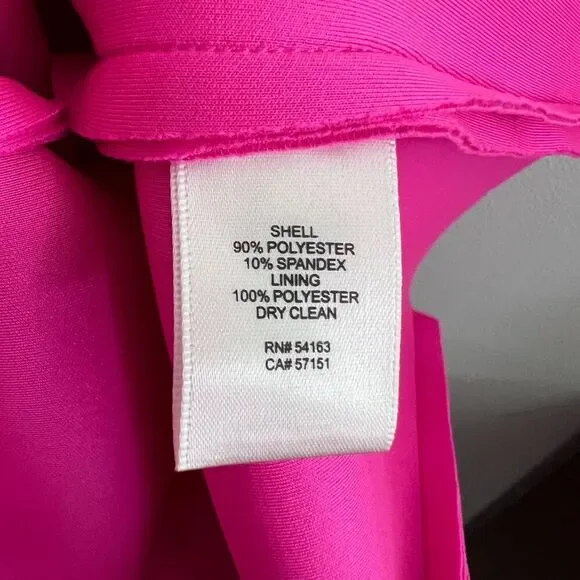 SHELL
90% POLYESTER
10% SPANDEX
LINING
100% POLYESTER
DRY CLEAN
RN# 54163
CA# 57151